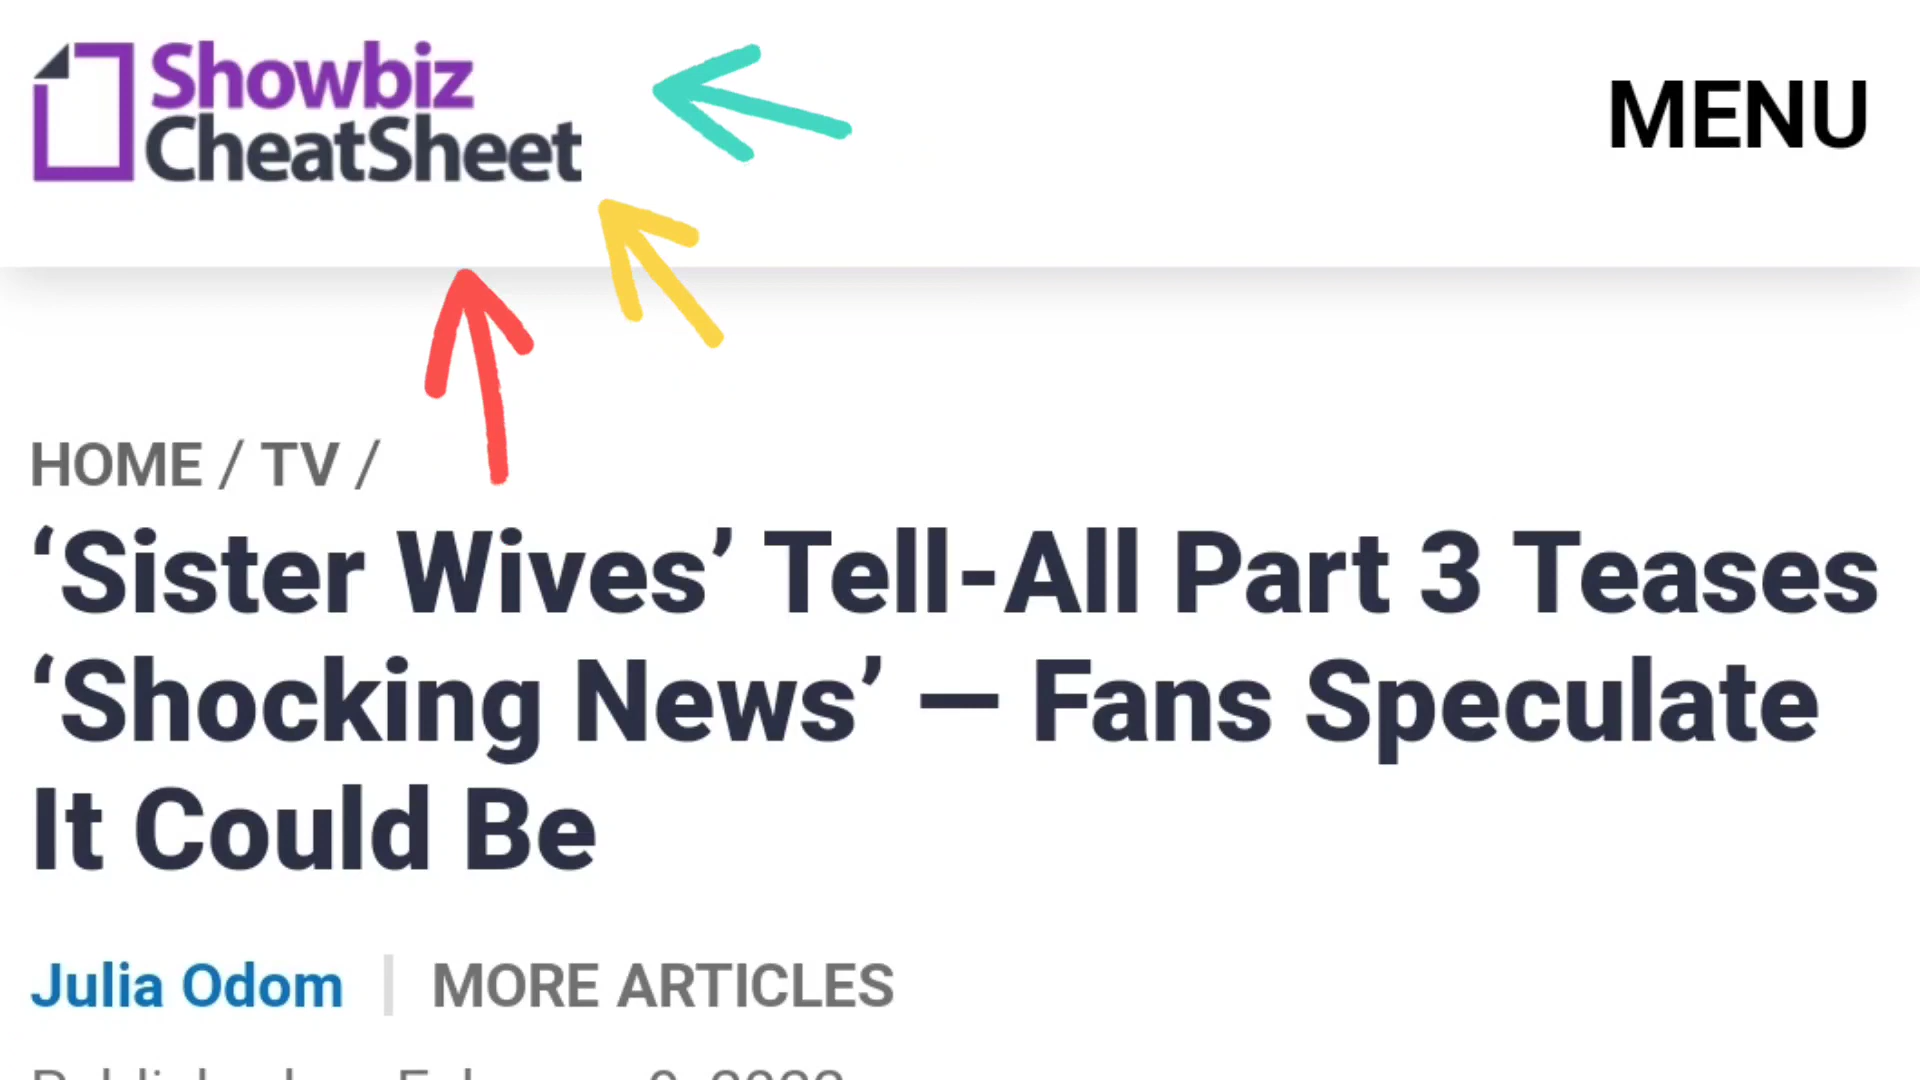 Showbiz
CheatSheet
MENU
HOME / TV /
‘Sister Wives’ Tell-All Part 3 Teases
‘Shocking News’ — Fans Speculate
It Could Be
Julia Odom | MORE ARTICLES